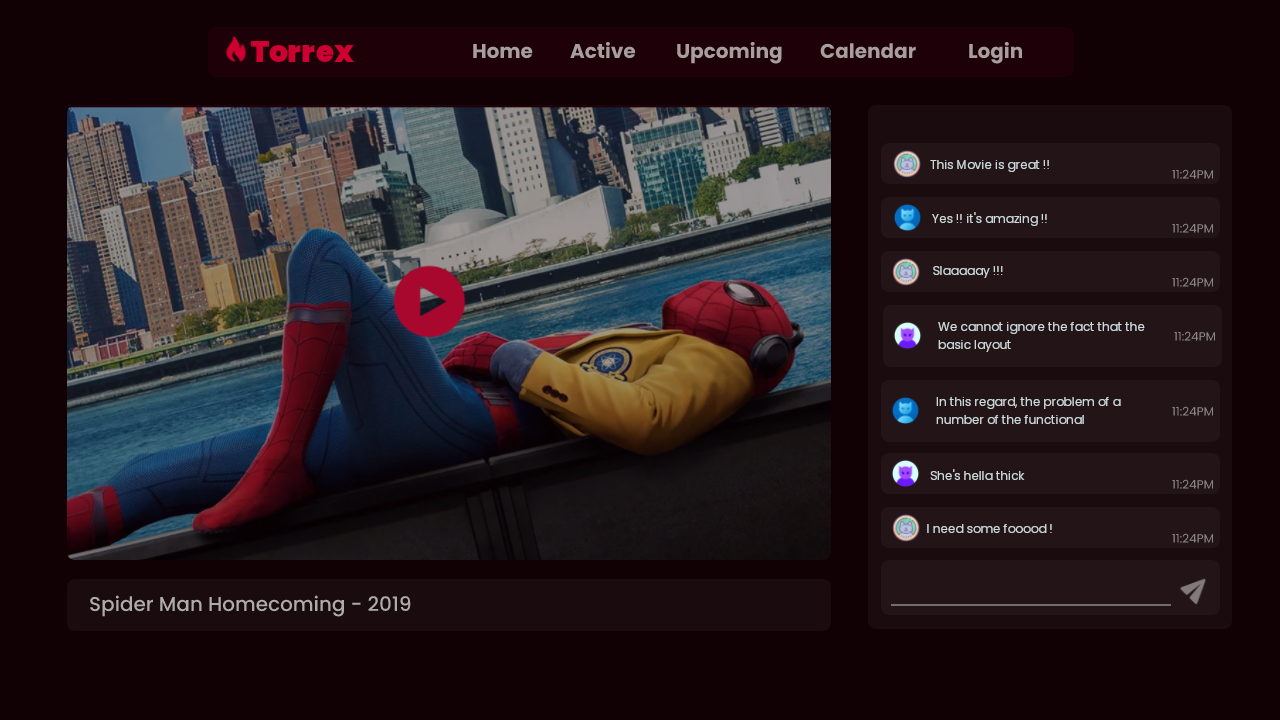 Torrex
Home
Active
Upcoming
Calendar
Login
This Movie is great !!
11:24PM
Yes !! it's amazing !!
11:24PM
Slaaaaay !!!
11:24PM
We cannot ignore the fact that the
basic layout
11:24PM
In this regard, the problem of a
number of the functional
11:24PM
She's hella thick
11:24PM
I need some fooood !
11:24PM
Spider Man Homecoming - 2019